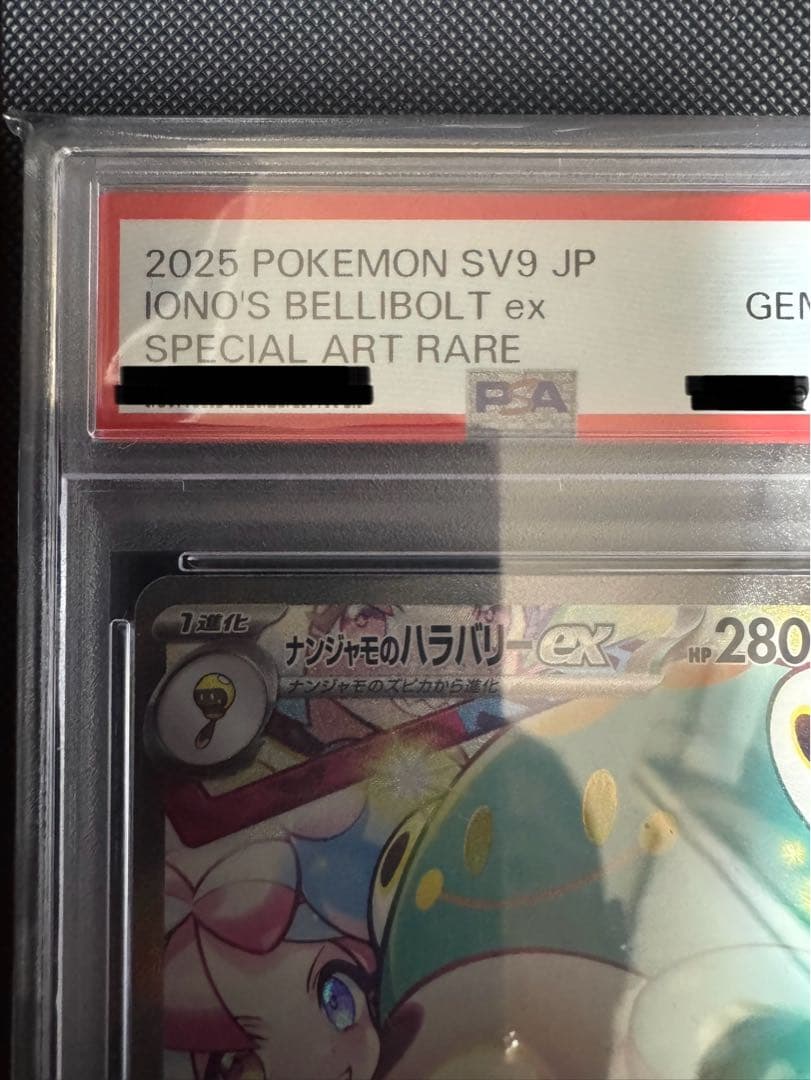 2025 POKEMON SV9 JP
IONO'S BELLIBOLT ex
GEM
SPECIAL ART RARE
PSA
1進化
ナンジャモのハラバリーex
HP 280
ナンジャモのズピカから進化